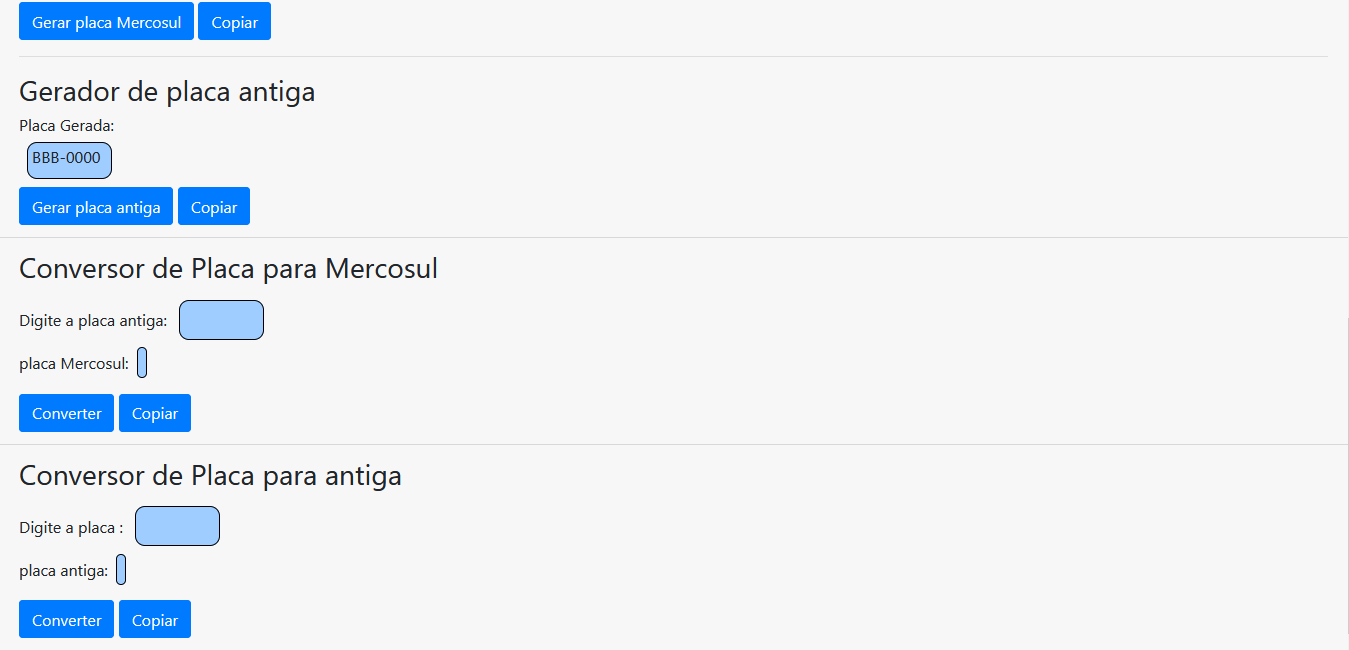 Gerar placa Mercosul Copiar
Gerador de placa antiga
Placa Gerada:
BBB-0000
Gerar placa antiga Copiar
Conversor de Placa para Mercosul
Digite a placa antiga:
placa Mercosul:
Converter Copiar
Conversor de Placa para antiga
Digite a placa :
placa antiga:
Converter Copiar